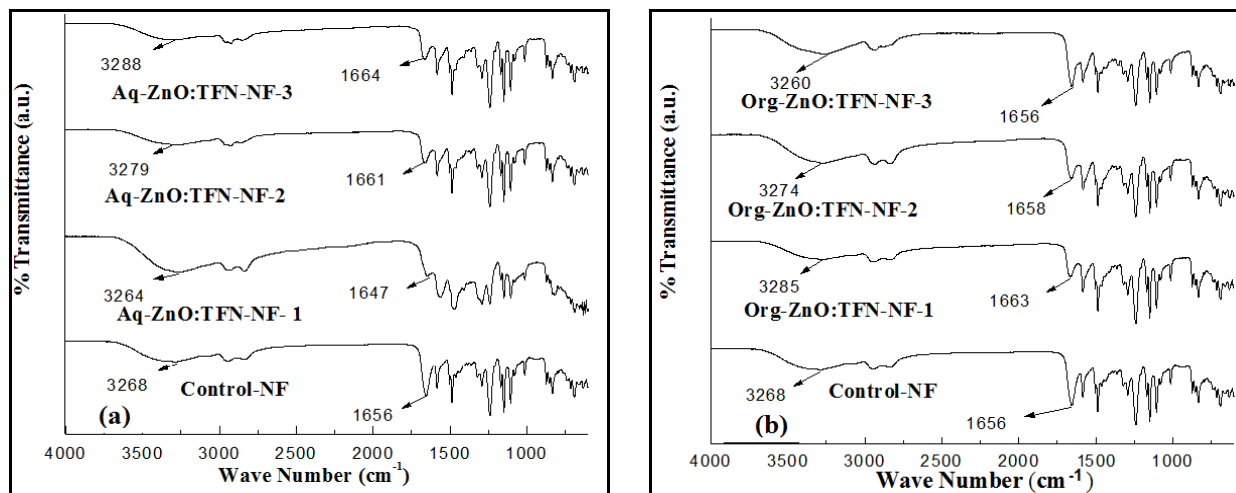 % Transmittance (a.u.)
3288
1664
Aq-ZnO:TFN-NF-3
3279
1661
Aq-ZnO:TFN-NF-2
3264
1647
Aq-ZnO:TFN-NF- 1
3268
Control-NF
1656
(a)
4000 3500 3000 2500 2000 1500 1000
Wave Number (cm-1)
% Transmittance (a.u.)
3260
Org-ZnO:TFN-NF-3
1656
3274
Org-ZnO:TFN-NF-2
1658
3285
1663
Org-ZnO:TFN-NF-1
3268
Control-NF
1656
(b)
4000 3500 3000 2500 2000 1500 1000
Wave Number (cm-1)